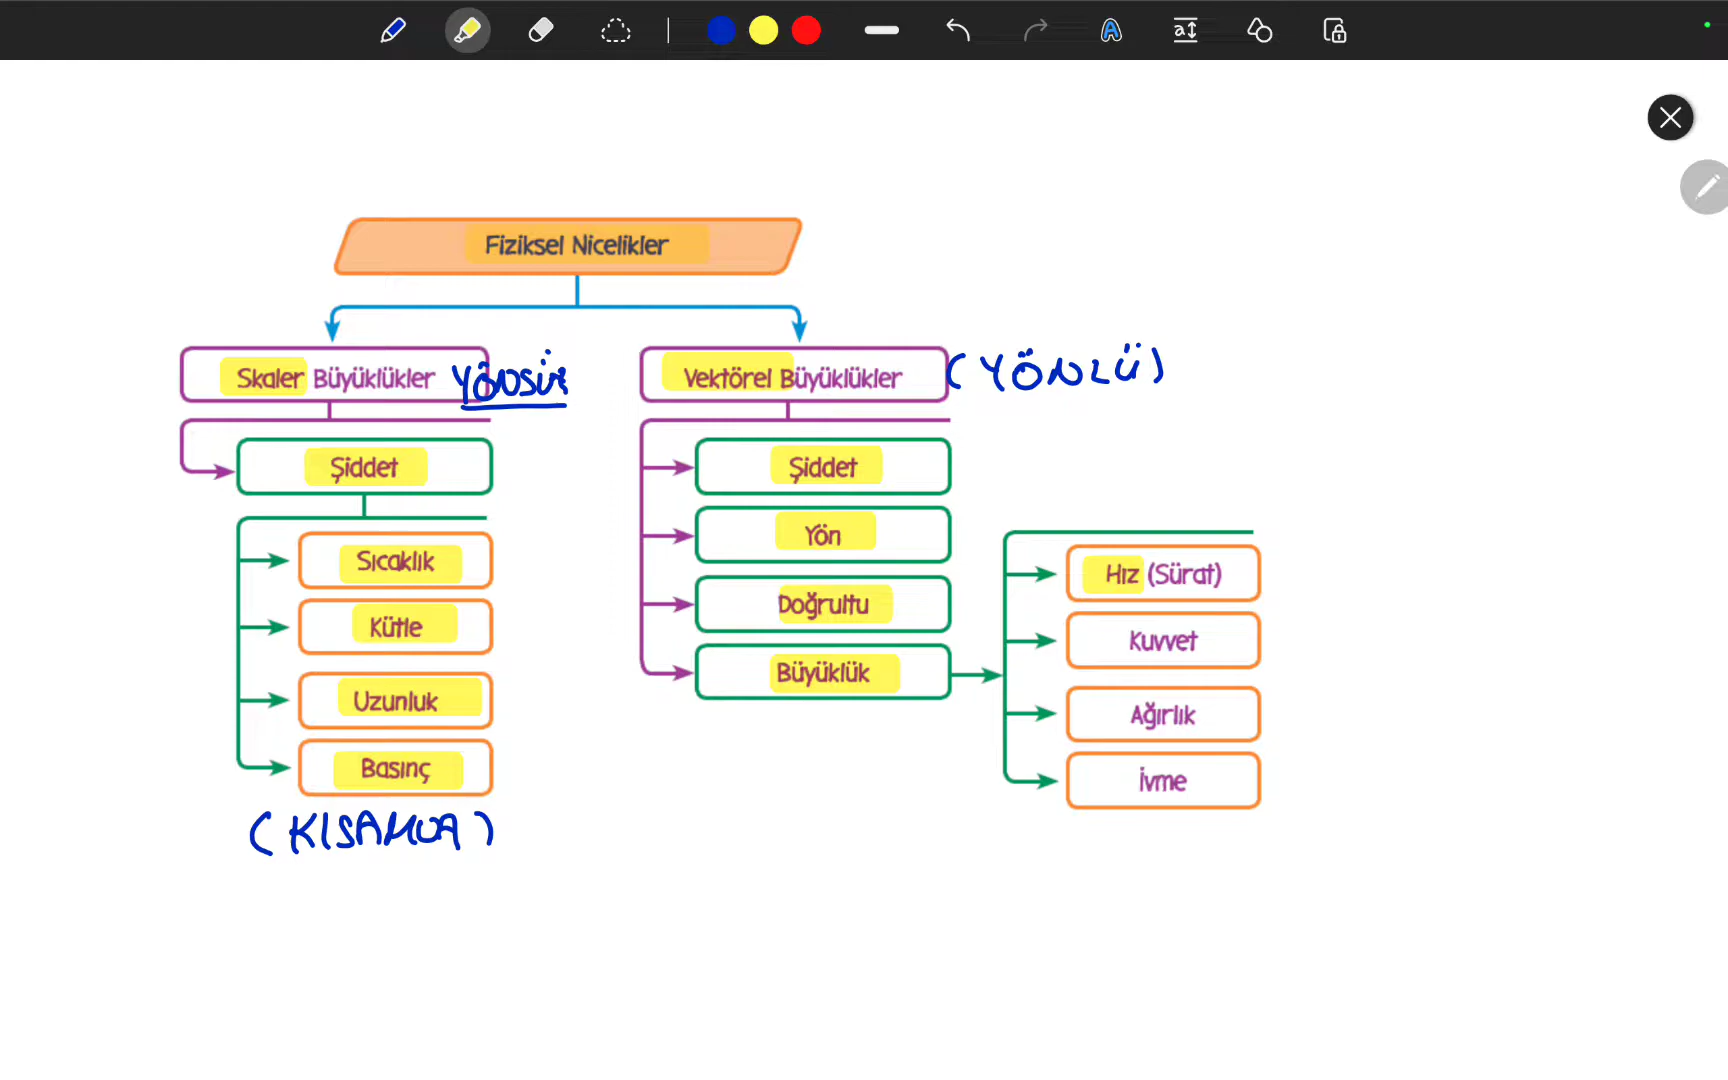 Fiziksel Nicelikler
Skaler Büyüklükler
YÖNSÜZ
Vektörel Büyüklükler
(YÖNLÜ)
Şiddet
Sıcaklık
Kütle
Uzunluk
Basınç
(KISAMUA)
Şiddet
Yön
Doğrultu
Büyüklük
Hız (Sürat)
Kuvvet
Ağırlık
İvme